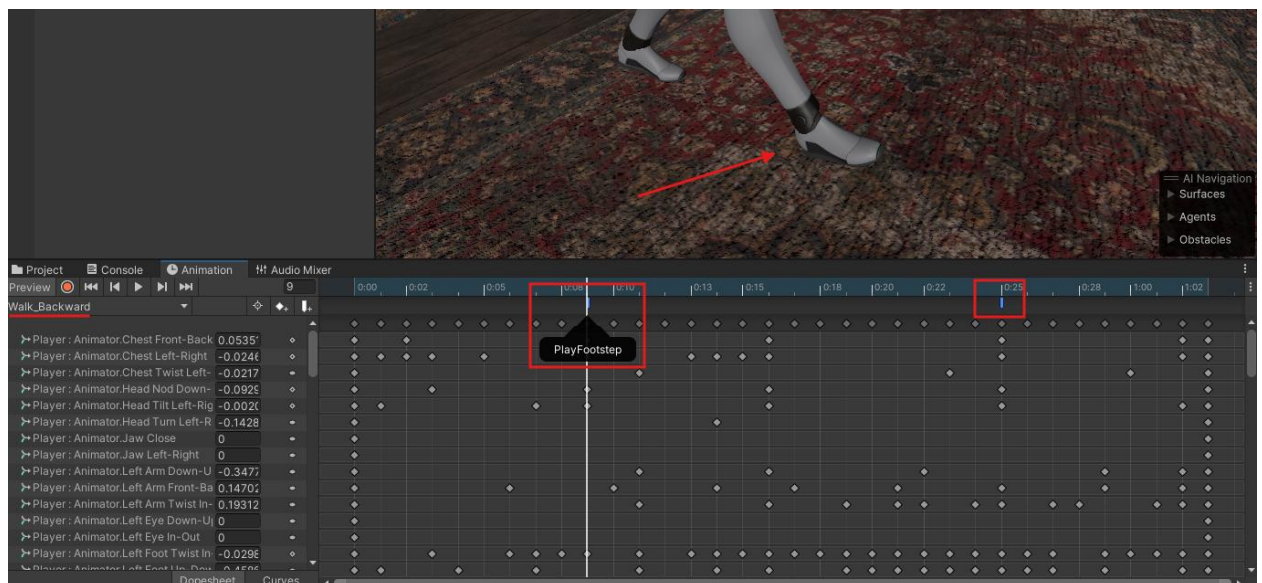 AI Navigation
Surfaces
Agents
Obstacles
Project Console Animation Audio Mixer
Preview 9 0:00 0:02 0:05 0:08 0:10 0:13 0:15 0:18 0:20 0:22 0:25 0:28 1:00 1:02
Walk_Backward
PlayFootstep
Player : Animator.Chest Front-Back 0.0535
Player : Animator.Chest Left-Right -0.0246
Player : Animator.Chest Twist Left- -0.0217
Player : Animator.Head Nod Down- -0.0929
Player : Animator.Head Tilt Left-Rig -0.0020
Player : Animator.Head Turn Left-R -0.1428
Player : Animator.Jaw Close 0
Player : Animator.Jaw Left-Right 0
Player : Animator.Left Arm Down-U -0.3477
Player : Animator.Left Arm Front-Ba 0.14702
Player : Animator.Left Arm Twist In- 0.19312
Player : Animator.Left Eye Down-U 0
Player : Animator.Left Eye In-Out 0
Player : Animator.Left Foot Twist In- -0.0298
Dopesheet Curves